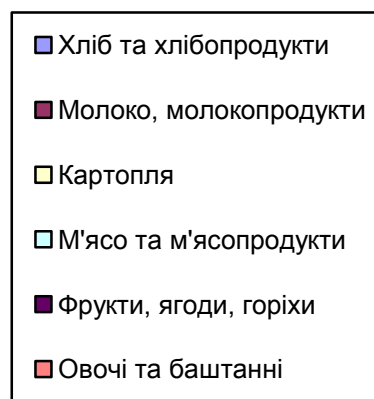 Хліб та хлібопродукти
Молоко, молокопродукти
Картопля
М'ясо та м'ясопродукти
Фрукти, ягоди, горіхи
Овочі та баштанні